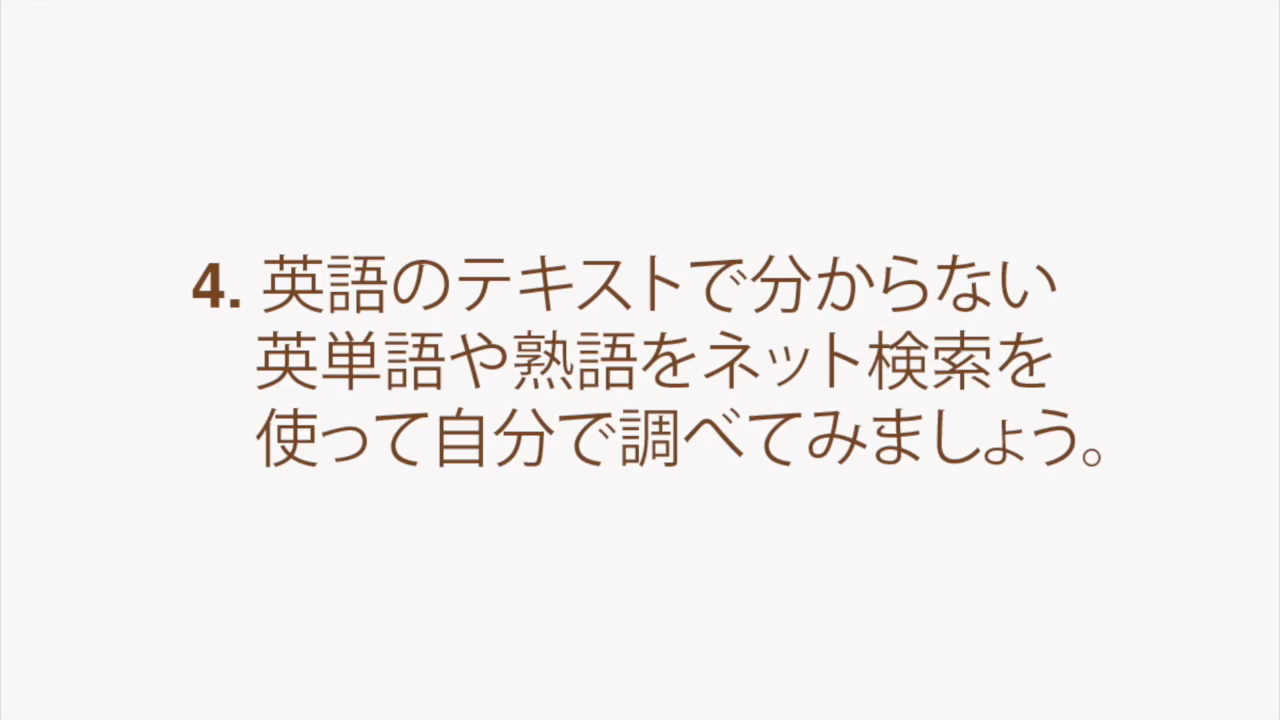 4. 英語のテキストで分からない
英単語や熟語をネット検索を
使って自分で調べてみましょう。